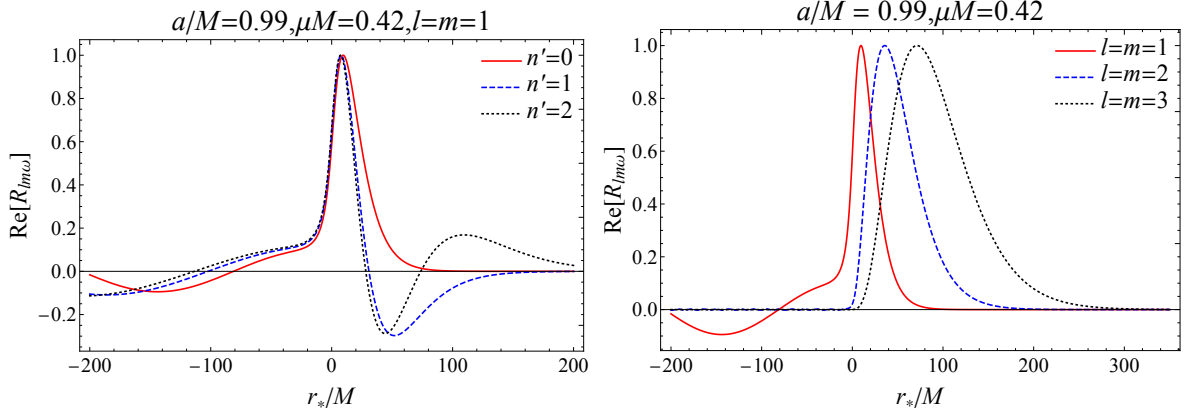 a/M=0.99,μM=0.42,l=m=1
n'=0
n'=1
n'=2
1.0
0.8
0.6
0.4
0.2
0.0
−0.2
Re[R_{lmω}]
−200
−100
0
100
200
r_*/M
a/M = 0.99,μM=0.42
l=m=1
l=m=2
l=m=3
1.0
0.8
0.6
0.4
0.2
0.0
Re[R_{lmω}]
−200
−100
0
100
200
300
r_*/M